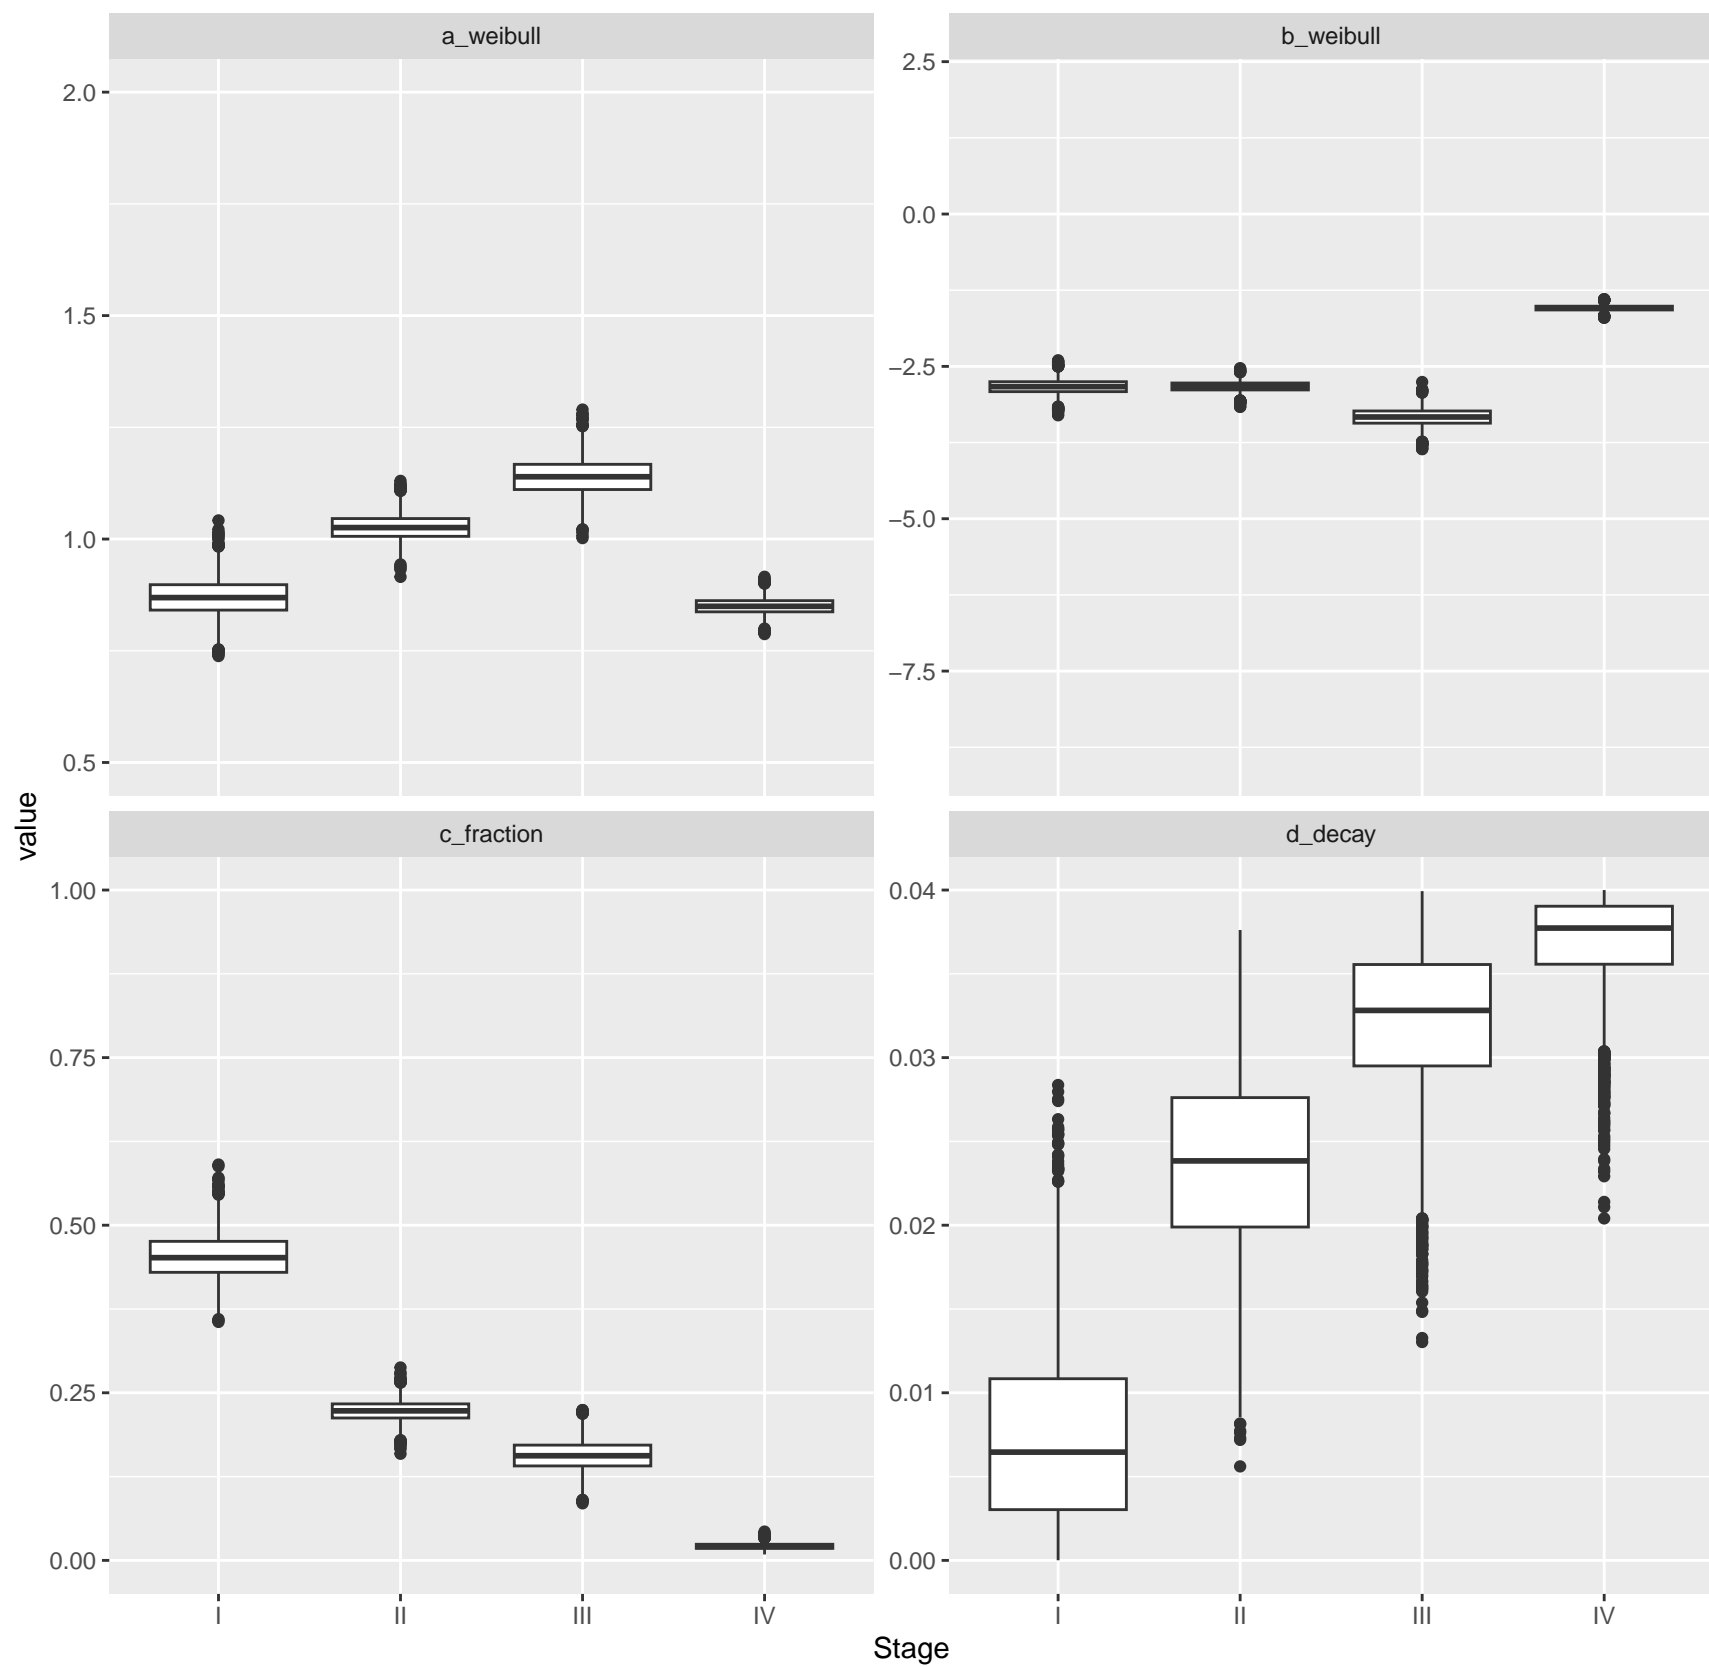 a_weibull
b_weibull
2.0
1.5
1.0
0.5
2.5
0.0
−2.5
−5.0
−7.5
value
c_fraction
d_decay
1.00
0.75
0.50
0.25
0.00
0.04
0.03
0.02
0.01
0.00
I II III IV
I II III IV
Stage